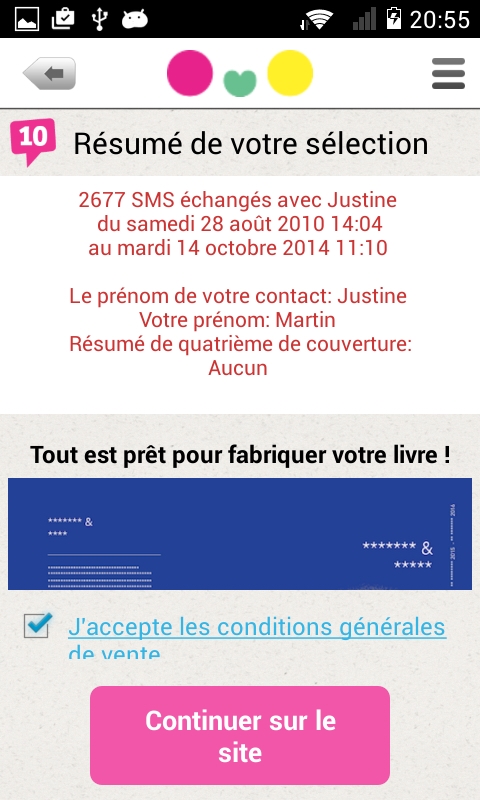 20:55
10
Résumé de votre sélection
2677 SMS échangés avec Justine
du samedi 28 août 2010 14:04
au mardi 14 octobre 2014 11:10
Le prénom de votre contact: Justine
Votre prénom: Martin
Résumé de quatrième de couverture:
Aucun
Tout est prêt pour fabriquer votre livre !
******* &
****
******* &
*****
J'accepte les conditions générales
de vente
Continuer sur le
site